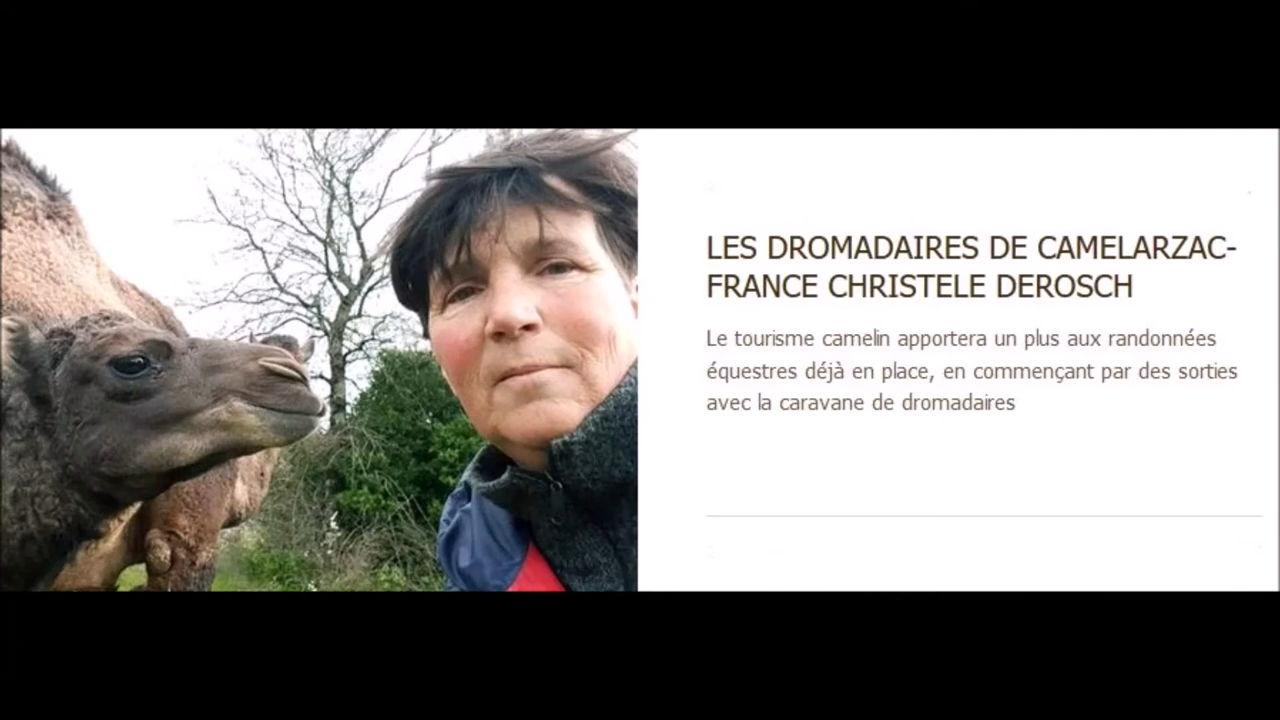 LES DROMADAIRES DE CAMELARZAC-
FRANCE CHRISTELE DEROSCH
Le tourisme camelin apportera un plus aux randonnées
équestres déjà en place, en commençant par des sorties
avec la caravane de dromadaires